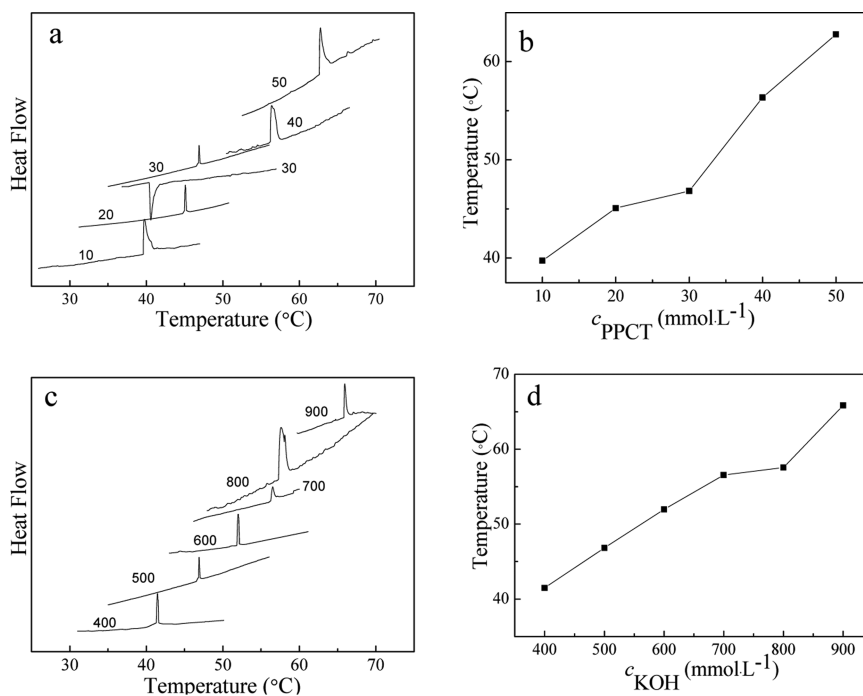 a
Heat Flow
50
40
30
30
20
10
30 40 50 60 70
Temperature (°C)
b
Temperature (°C)
60
50
40
10 20 30 40 50
cPPCT (mmol·L-1)
c
Heat Flow
900
800
700
600
500
400
30 40 50 60 70
Temperature (°C)
d
Temperature (°C)
70
60
50
40
400 500 600 700 800 900
cKOH (mmol·L-1)